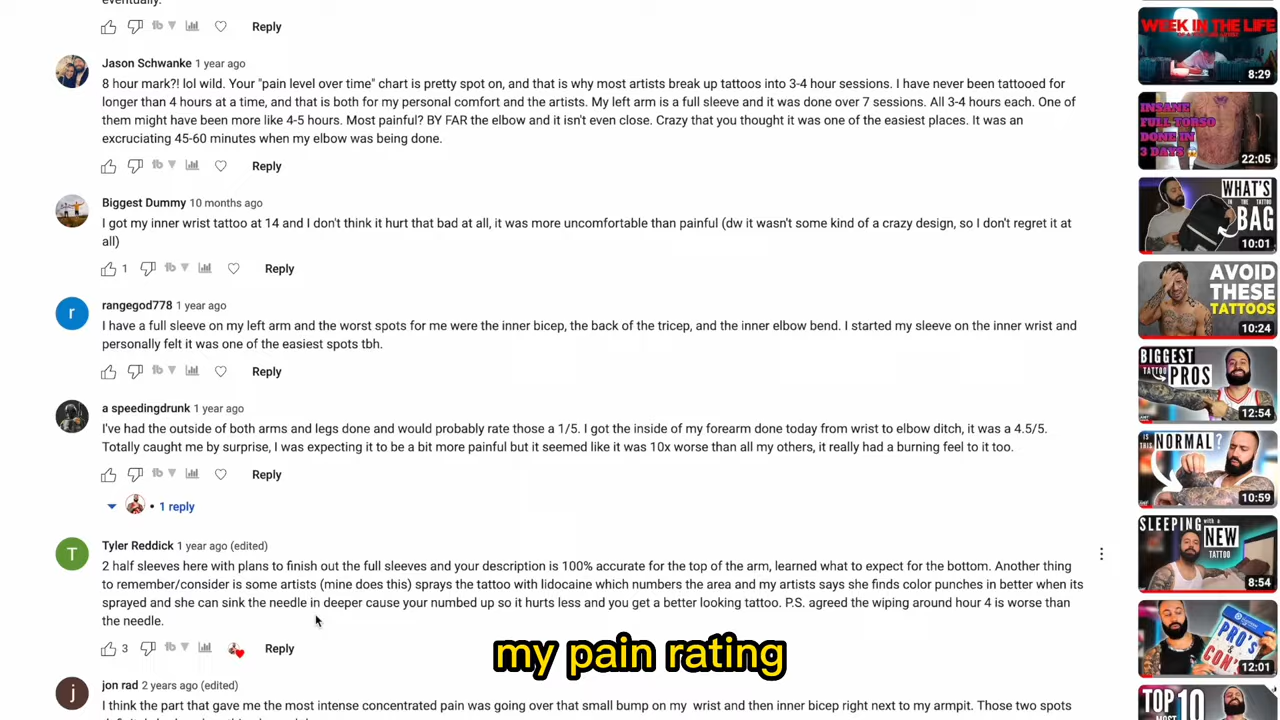 eventually.
Reply
Jason Schwanke 1 year ago
8 hour mark?! lol wild. Your "pain level over time" chart is pretty spot on, and that is why most artists break up tattoos into 3-4 hour sessions. I have never been tattooed for
longer than 4 hours at a time, and that is both for my personal comfort and the artists. My left arm is a full sleeve and it was done over 7 sessions. All 3-4 hours each. One of
them might have been more like 4-5 hours. Most painful? BY FAR the elbow and it isn't even close. Crazy that you thought it was one of the easiest places. It was an
excruciating 45-60 minutes when my elbow was being done.
Reply
Biggest Dummy 10 months ago
I got my inner wrist tattoo at 14 and I don't think it hurt that bad at all, it was more uncomfortable than painful (dw it wasn't some kind of a crazy design, so I don't regret it at
all)
1 Reply
rangegod778 1 year ago
I have a full sleeve on my left arm and the worst spots for me were the inner bicep, the back of the tricep, and the inner elbow bend. I started my sleeve on the inner wrist and
personally felt it was one of the easiest spots tbh.
Reply
a speedingdrunk 1 year ago
I've had the outside of both arms and legs done and would probably rate those a 1/5. I got the inside of my forearm done today from wrist to elbow ditch, it was a 4.5/5.
Totally caught me by surprise, I was expecting it to be a bit more painful but it seemed like it was 10x worse than all my others, it really had a burning feel to it too.
Reply
• 1 reply
Tyler Reddick 1 year ago (edited)
2 half sleeves here with plans to finish out the full sleeves and your description is 100% accurate for the top of the arm, learned what to expect for the bottom. Another thing
to remember/consider is some artists (mine does this) sprays the tattoo with lidocaine which numbers the area and my artists says she finds color punches in better when its
sprayed and she can sink the needle in deeper cause your numbed up so it hurts less and you get a better looking tattoo. P.S. agreed the wiping around hour 4 is worse than
the needle.
3 Reply
my pain rating
jon rad 2 years ago (edited)
I think the part that gave me the most intense concentrated pain was going over that small bump on my wrist and then inner bicep right next to my armpit. Those two spots
WEEK IN THE LIFE
8:29
INSANE
FULL TORSO
DONE IN
3 DAYS
22:05
WHAT'S
IN THE TATTOO
BAG
10:01
AVOID
THESE
TATTOOS
10:24
BIGGEST
TATTOO PROS
12:54
IS THIS
NORMAL?
10:59
SLEEPING with a
NEW
TATTOO
8:54
PRO'S
& CON'
12:01
TOP 10